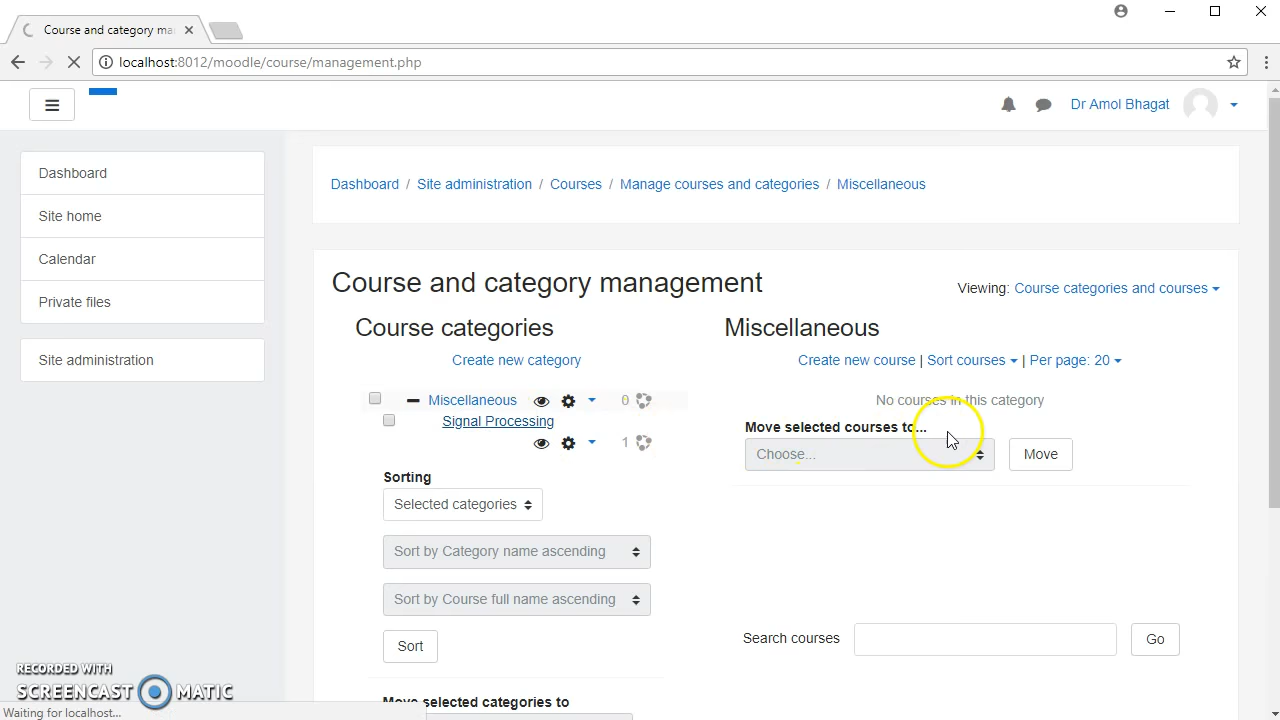 Course and category ma
localhost:8012/moodle/course/management.php
Dr Amol Bhagat
Dashboard
Site home
Calendar
Private files
Site administration
Dashboard / Site administration / Courses / Manage courses and categories / Miscellaneous
Course and category management
Viewing: Course categories and courses
Course categories
Create new category
Miscellaneous 0
Signal Processing
1
Sorting
Selected categories
Sort by Category name ascending
Sort by Course full name ascending
Sort
Move selected categories to
Miscellaneous
Create new course | Sort courses | Per page: 20
No courses in this category
Move selected courses to...
Choose... Move
Search courses Go
RECORDED WITH
SCREENCAST MATIC
Waiting for localhost...